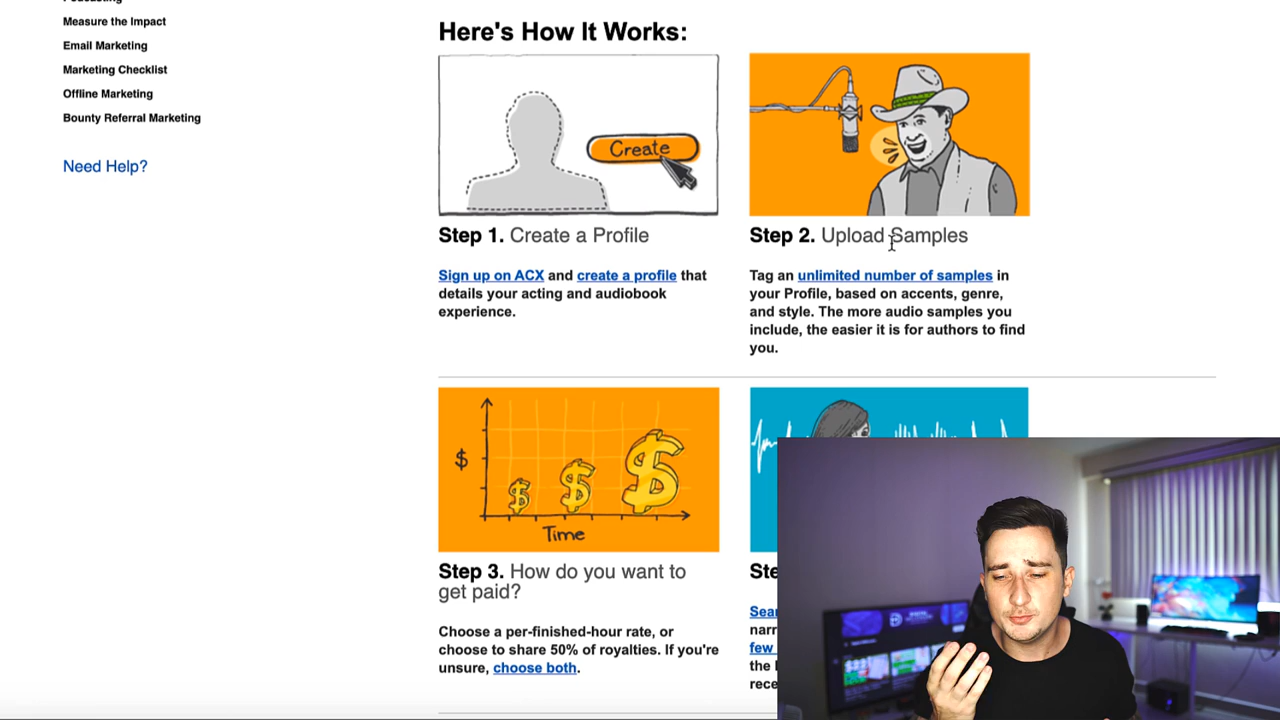 Measure the Impact
Email Marketing
Marketing Checklist
Offline Marketing
Bounty Referral Marketing
Need Help?
Here's How It Works:
Create
Step 1. Create a Profile
Sign up on ACX and create a profile that
details your acting and audiobook
experience.
Step 2. Upload Samples
Tag an unlimited number of samples in
your Profile, based on accents, genre,
and style. The more audio samples you
include, the easier it is for authors to find
you.
$
$ $ $
Time
Step 3. How do you want to
get paid?
Choose a per-finished-hour rate, or
choose to share 50% of royalties. If you're
unsure, choose both.
few
the